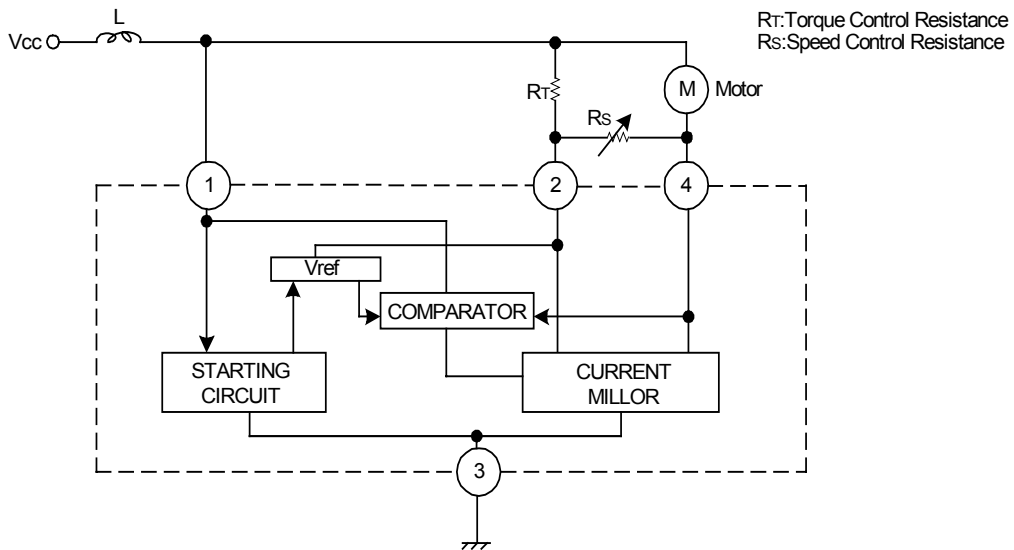 L
Vcc
RT:Torque Control Resistance
RS:Speed Control Resistance
RT
M
Motor
RS
1
2
4
Vref
COMPARATOR
STARTING
CIRCUIT
CURRENT
MILLOR
3